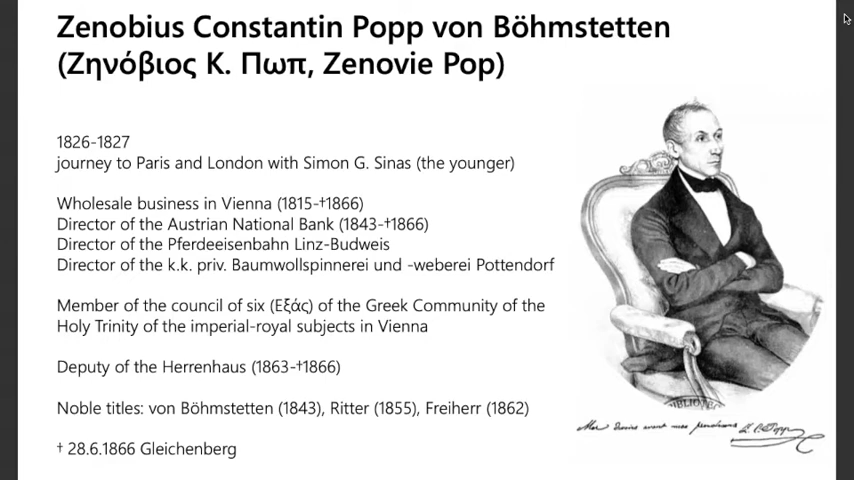 Zenobius Constantin Popp von Böhmstetten
(Ζηνόβιος Κ. Πωπ, Zenovie Pop)
1826-1827
journey to Paris and London with Simon G. Sinas (the younger)
Wholesale business in Vienna (1815-†1866)
Director of the Austrian National Bank (1843-†1866)
Director of the Pferdeeisenbahn Linz-Budweis
Director of the k.k. priv. Baumwollspinnerei und -weberei Pottendorf
Member of the council of six (Εξάς) of the Greek Community of the
Holy Trinity of the imperial-royal subjects in Vienna
Deputy of the Herrenhaus (1863-†1866)
Noble titles: von Böhmstetten (1843), Ritter (1855), Freiherr (1862)
† 28.6.1866 Gleichenberg